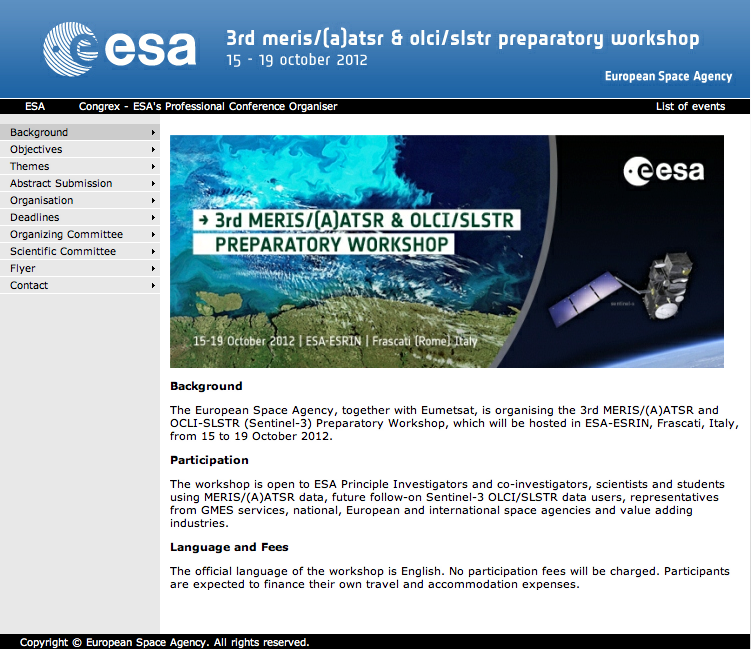 esa
3rd meris/(a)atsr & olci/slstr preparatory workshop
15 - 19 october 2012
European Space Agency
ESA
Congrex - ESA's Professional Conference Organiser
List of events
Background
Objectives
Themes
Abstract Submission
Organisation
Deadlines
Organizing Committee
Scientific Committee
Flyer
Contact
esa
→ 3rd MERIS/(A)ATSR & OLCI/SLSTR
PREPARATORY WORKSHOP
sentinel-3
15-19 October 2012 | ESA-ESRIN | Frascati (Rome) Italy
Background
The European Space Agency, together with Eumetsat, is organising the 3rd MERIS/(A)ATSR and
OCLI-SLSTR (Sentinel-3) Preparatory Workshop, which will be hosted in ESA-ESRIN, Frascati, Italy,
from 15 to 19 October 2012.
Participation
The workshop is open to ESA Principle Investigators and co-investigators, scientists and students
using MERIS/(A)ATSR data, future follow-on Sentinel-3 OLCI/SLSTR data users, representatives
from GMES services, national, European and international space agencies and value adding
industries.
Language and Fees
The official language of the workshop is English. No participation fees will be charged. Participants
are expected to finance their own travel and accommodation expenses.
Copyright © European Space Agency. All rights reserved.